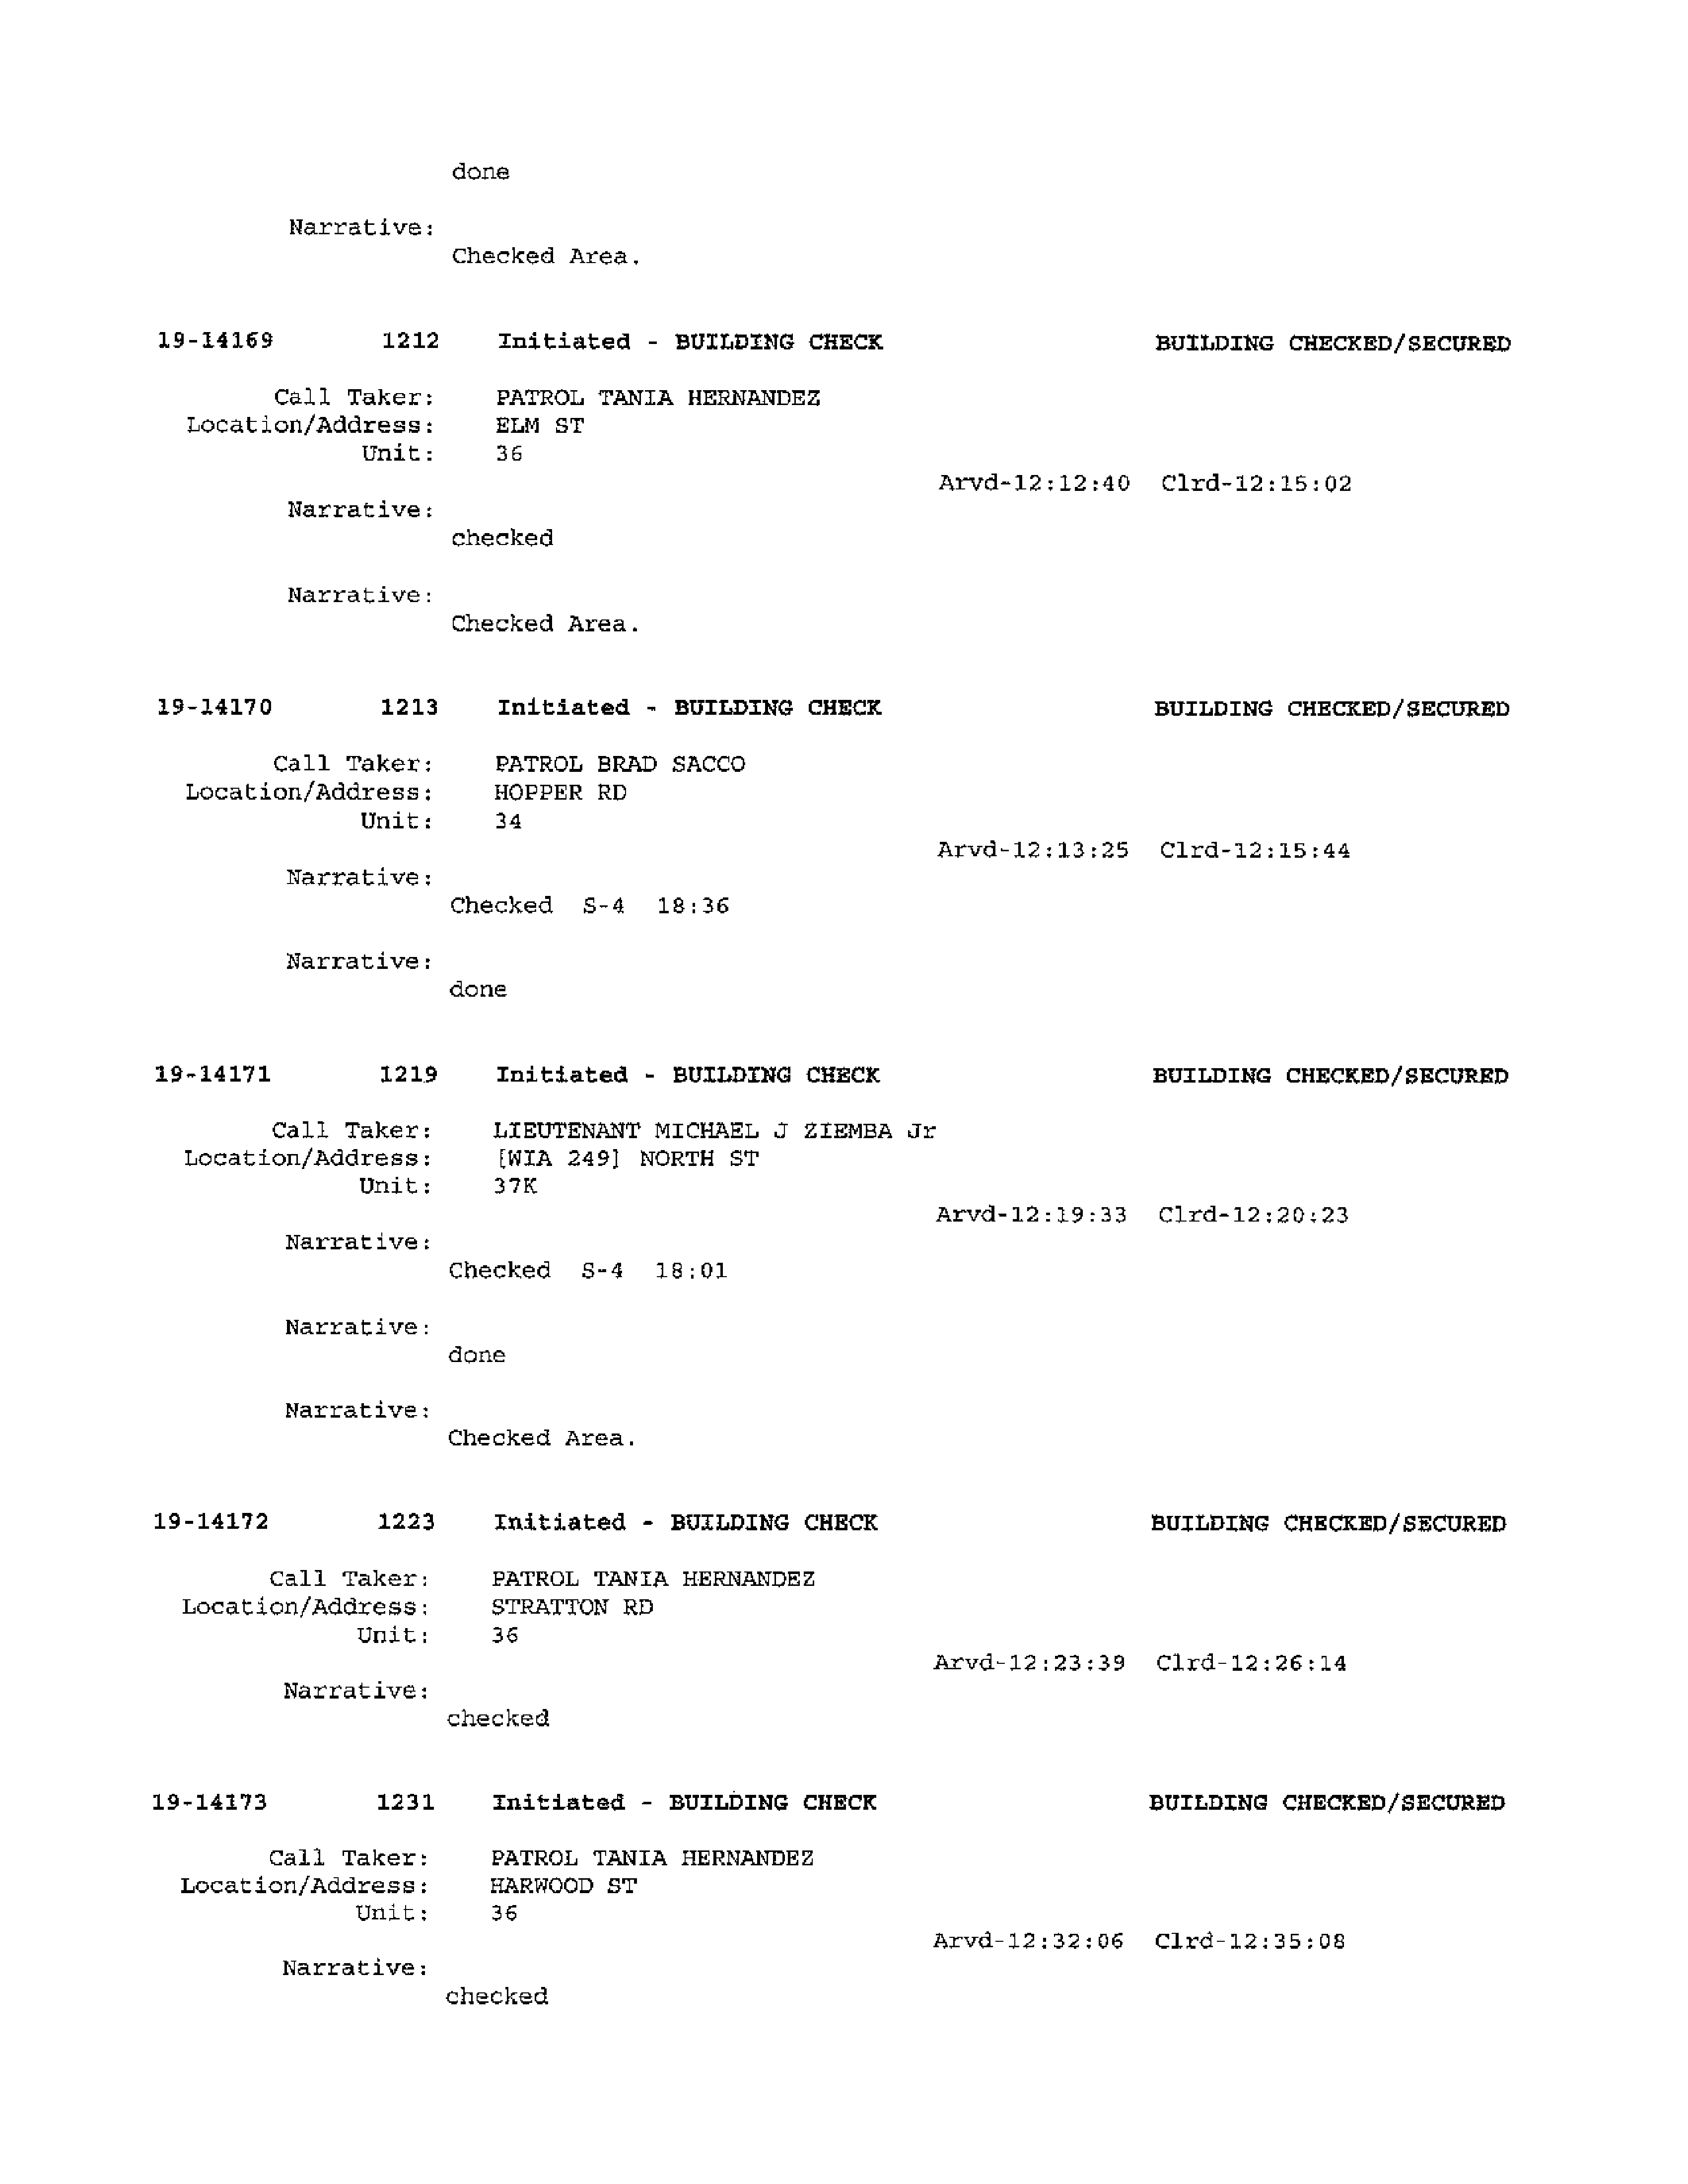 done
Narrative:
Checked Area.
19-14169 1212 Initiated - BUILDING CHECK BUILDING CHECKED/SECURED
Call Taker: PATROL TANIA HERNANDEZ
Location/Address: ELM ST
Unit: 36
Arvd-12:12:40 Clrd-12:15:02
Narrative:
checked
Narrative:
Checked Area.
19-14170 1213 Initiated - BUILDING CHECK BUILDING CHECKED/SECURED
Call Taker: PATROL BRAD SACCO
Location/Address: HOPPER RD
Unit: 34
Arvd-12:13:25 Clrd-12:15:44
Narrative:
Checked S-4 18:36
Narrative:
done
19-14171 1219 Initiated - BUILDING CHECK BUILDING CHECKED/SECURED
Call Taker: LIEUTENANT MICHAEL J ZIEMBA Jr
Location/Address: [WIA 249] NORTH ST
Unit: 37K
Arvd-12:19:33 Clrd-12:20:23
Narrative:
Checked S-4 18:01
Narrative:
done
Narrative:
Checked Area.
19-14172 1223 Initiated - BUILDING CHECK BUILDING CHECKED/SECURED
Call Taker: PATROL TANIA HERNANDEZ
Location/Address: STRATTON RD
Unit: 36
Arvd-12:23:39 Clrd-12:26:14
Narrative:
checked
19-14173 1231 Initiated - BUILDING CHECK BUILDING CHECKED/SECURED
Call Taker: PATROL TANIA HERNANDEZ
Location/Address: HARWOOD ST
Unit: 36
Arvd-12:32:06 Clrd-12:35:08
Narrative:
checked